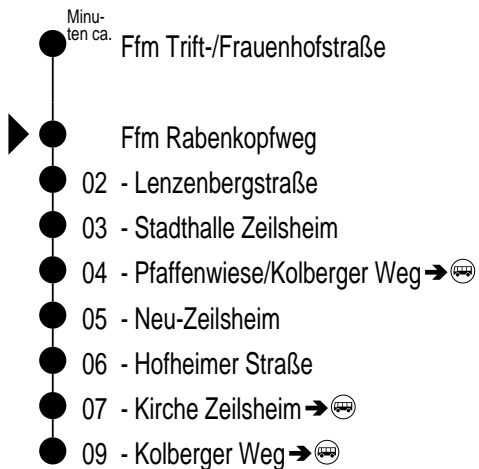 Minu-
ten ca.
Ffm Trift-/Frauenhofstraße
Ffm Rabenkopfweg
02 - Lenzenbergstraße
03 - Stadthalle Zeilsheim
04 - Pfaffenwiese/Kolberger Weg ➔
05 - Neu-Zeilsheim
06 - Hofheimer Straße
07 - Kirche Zeilsheim ➔
09 - Kolberger Weg ➔